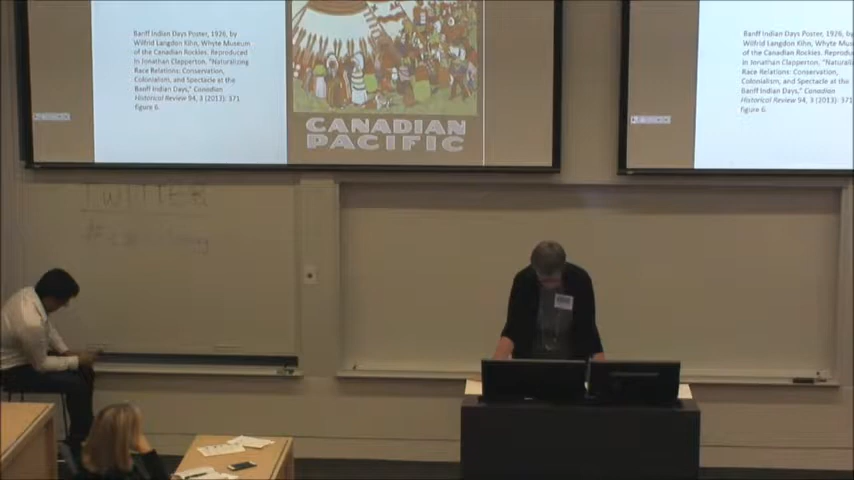 Banff Indian Days Poster, 1926, by
Wilfrid Langdon Kihn, Whyte Museum
of the Canadian Rockies. Reproduced
in Jonathan Clapperton, "Naturalizing
Race Relations: Conservation,
Colonialism, and Spectacle at the
Banff Indian Days," Canadian
Historical Review 94, 3 (2013): 371
figure 6.
CANADIAN
PACIFIC
Banff Indian Days Poster, 1926, by
Wilfrid Langdon Kihn, Whyte Museum
of the Canadian Rockies. Reproduced
in Jonathan Clapperton, "Naturalizing
Race Relations: Conservation,
Colonialism, and Spectacle at the
Banff Indian Days," Canadian
Historical Review 94, 3 (2013): 371
figure 6.
TWITTER